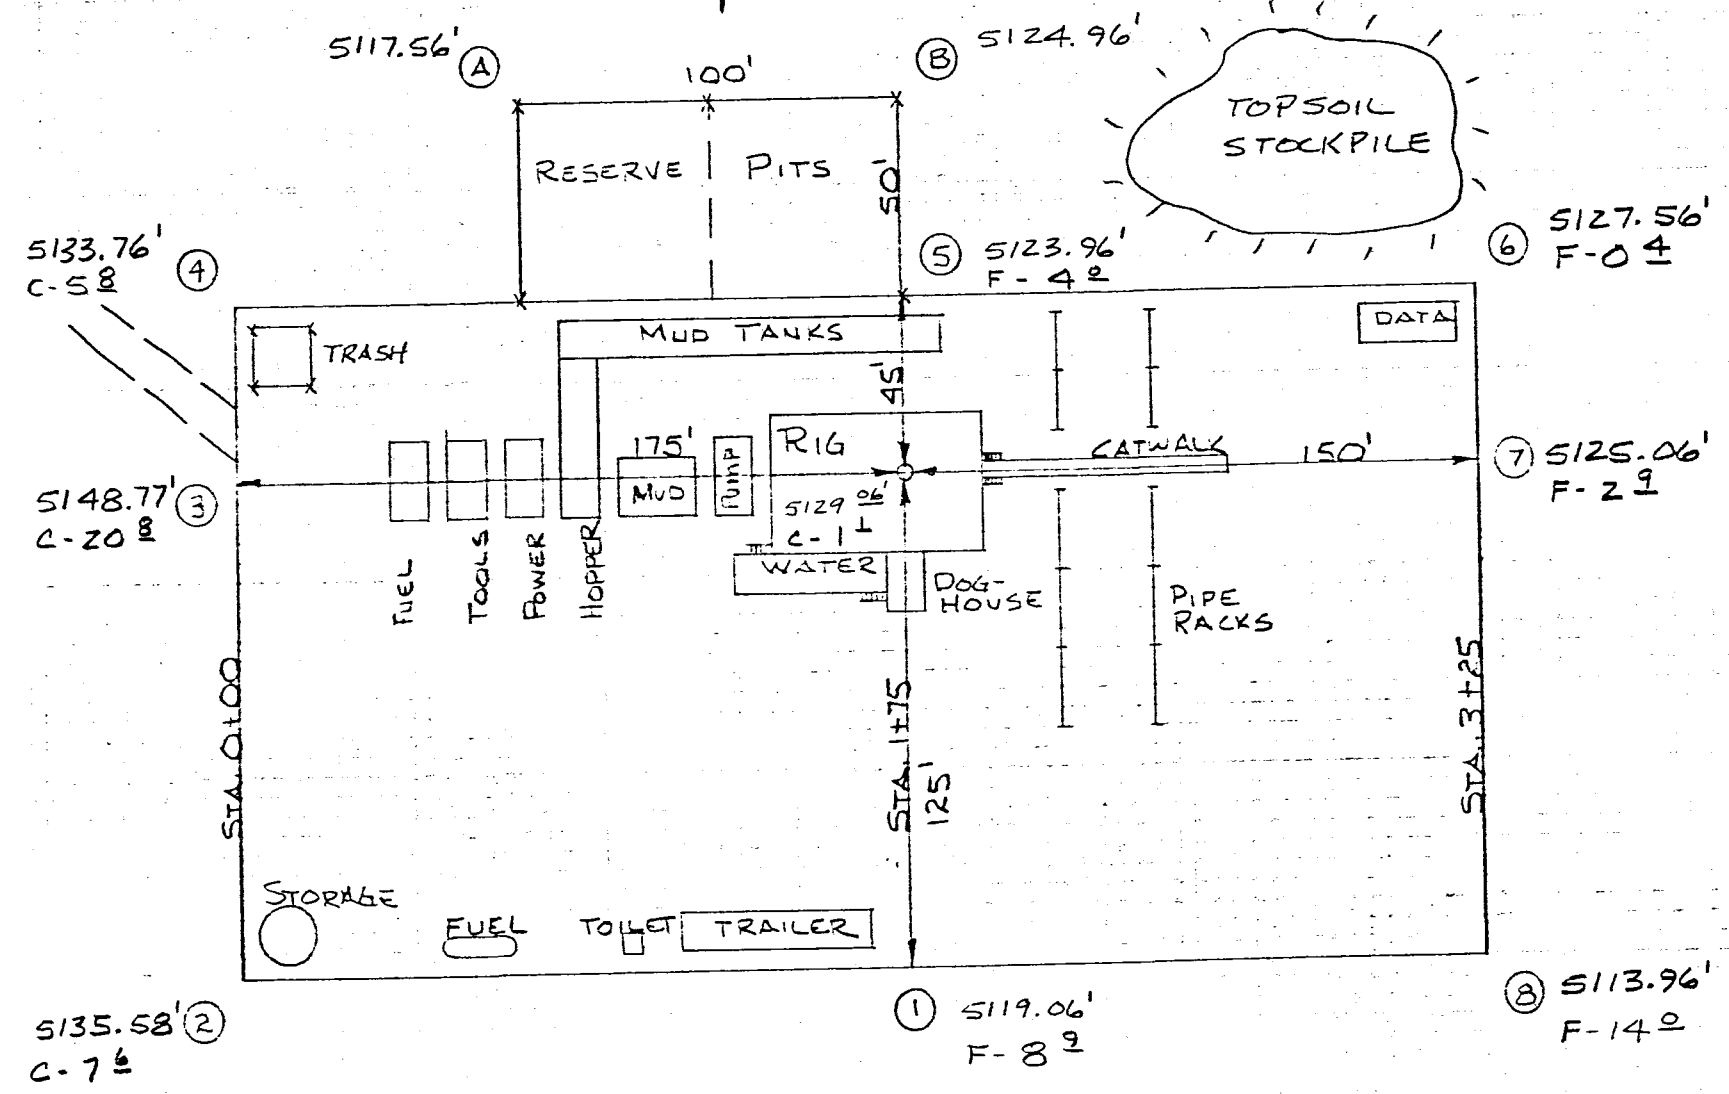 5117.56' A
100'
B 5124.96'
TOPSOIL
STOCKPILE
RESERVE PITS
50'
5133.76' 4
C-5 8
5 5123.96'
F-4 0
6 5127.56'
F-0 4
TRASH
MUD TANKS
45'
DATA
5148.77' 3
C-20 8
175'
MUD
PUMP
RIG
5129 06'
C-1 1
CATWALK
150'
7 5125.06'
F-2 9
FUEL
TOOLS
POWER
HOPPER
WATER
DOG-
HOUSE
PIPE
RACKS
STA. 0+00
STA. 1+75
125'
STA. 3+25
STORAGE
FUEL
TOILET
TRAILER
5135.58' 2
C-7 6
1 5119.06'
F-8 9
8 5113.96'
F-14 0